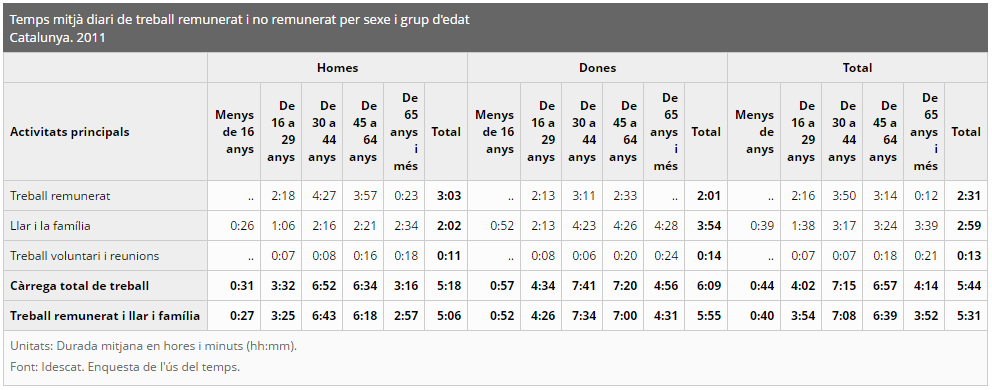 Temps mitjà diari de treball remunerat i no remunerat per sexe i grup d'edat
Catalunya. 2011
Homes Dones Total
Activitats principals Menys de 16 anys De 16 a 29 anys De 30 a 44 anys De 45 a 64 anys De 65 anys i més Total Menys de 16 anys De 16 a 29 anys De 30 a 44 anys De 45 a 64 anys De 65 anys i més Total Menys de anys De 16 a 29 anys De 30 a 44 anys De 45 a 64 anys De 65 anys i més Total
Treball remunerat .. 2:18 4:27 3:57 0:23 3:03 .. 2:13 3:11 2:33 .. 2:01 .. 2:16 3:50 3:14 0:12 2:31
Llar i la família 0:26 1:06 2:16 2:21 2:34 2:02 0:52 2:13 4:23 4:26 4:28 3:54 0:39 1:38 3:17 3:24 3:39 2:59
Treball voluntari i reunions .. 0:07 0:08 0:16 0:18 0:11 .. 0:08 0:06 0:20 0:24 0:14 .. 0:07 0:07 0:18 0:21 0:13
Càrrega total de treball 0:31 3:32 6:52 6:34 3:16 5:18 0:57 4:34 7:41 7:20 4:56 6:09 0:44 4:02 7:15 6:57 4:14 5:44
Treball remunerat i llar i família 0:27 3:25 6:43 6:18 2:57 5:06 0:52 4:26 7:34 7:00 4:31 5:55 0:40 3:54 7:08 6:39 3:52 5:31
Unitats: Durada mitjana en hores i minuts (hh:mm).
Font: Idescat. Enquesta de l'ús del temps.